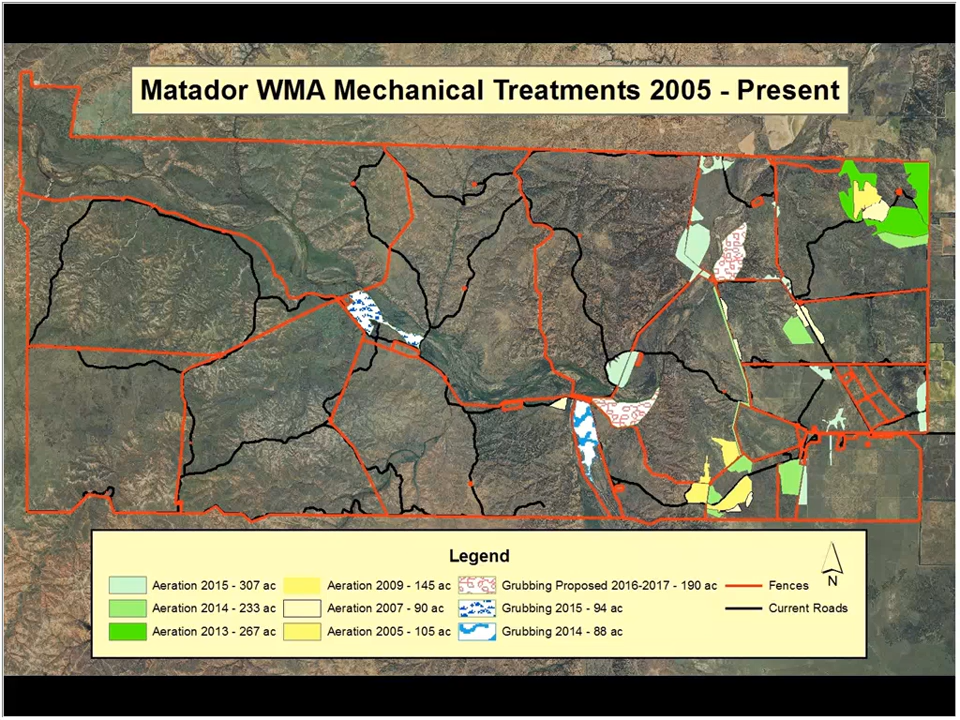 Matador WMA Mechanical Treatments 2005 - Present
Legend
Aeration 2015 - 307 ac
Aeration 2014 - 233 ac
Aeration 2013 - 267 ac
Aeration 2009 - 145 ac
Aeration 2007 - 90 ac
Aeration 2005 - 105 ac
Grubbing Proposed 2016-2017 - 190 ac
Grubbing 2015 - 94 ac
Grubbing 2014 - 88 ac
Fences
Current Roads
N